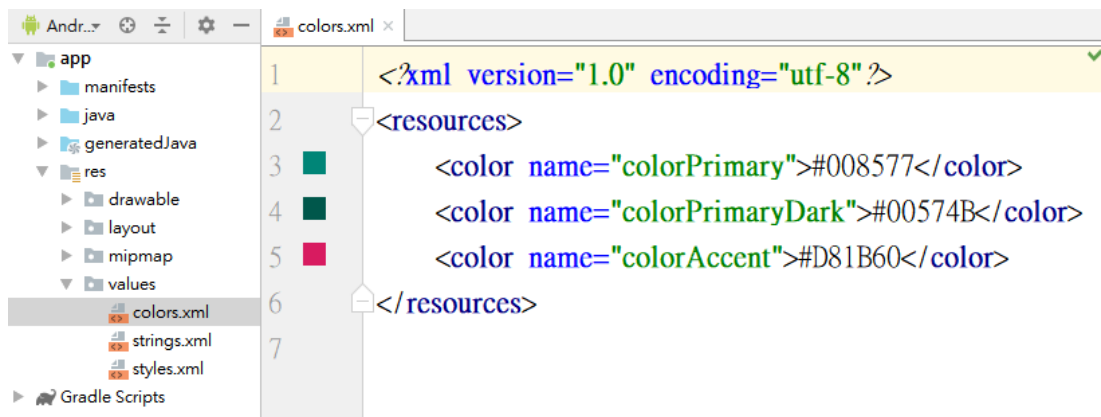 Andr...
app
manifests
java
generatedJava
res
drawable
layout
mipmap
values
colors.xml
strings.xml
styles.xml
Gradle Scripts
colors.xml
1 <?xml version="1.0" encoding="utf-8"?>
2 <resources>
3 <color name="colorPrimary">#008577</color>
4 <color name="colorPrimaryDark">#00574B</color>
5 <color name="colorAccent">#D81B60</color>
6 </resources>
7